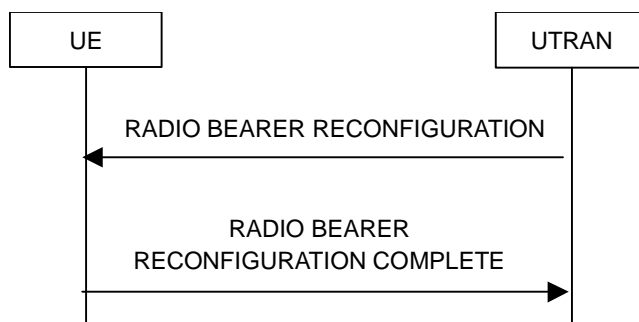 UE
UTRAN
RADIO BEARER RECONFIGURATION
RADIO BEARER
RECONFIGURATION COMPLETE